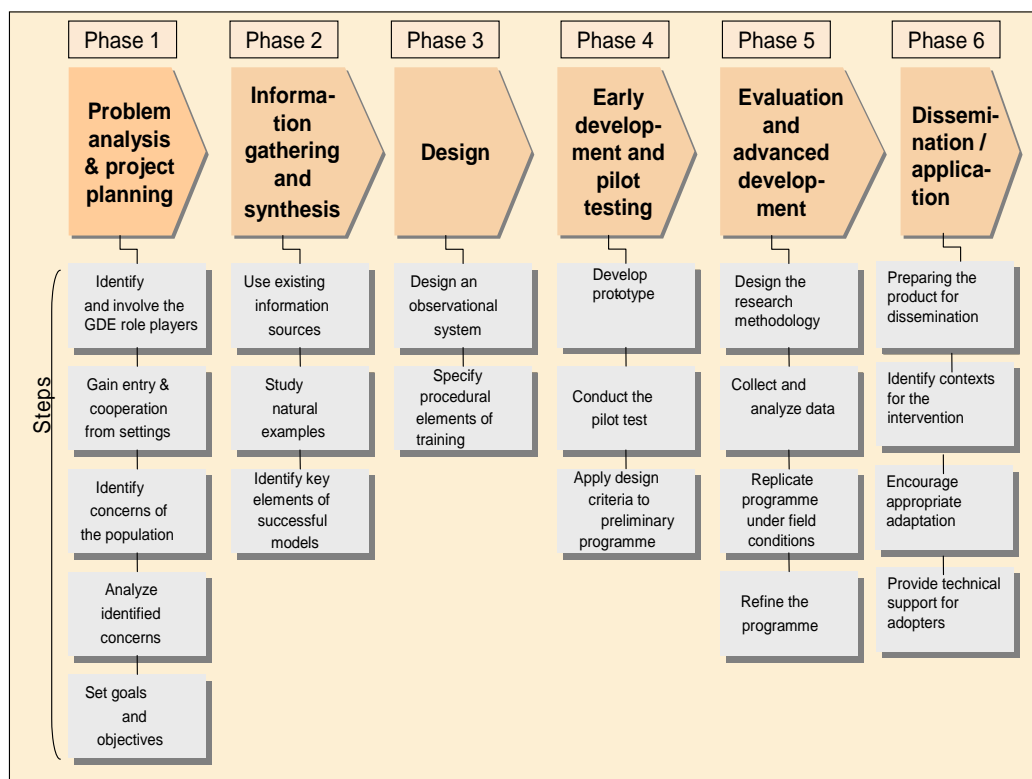 Phase 1
Phase 2
Phase 3
Phase 4
Phase 5
Phase 6
Problem
analysis
& project
planning
Informa-
tion
gathering
and
synthesis
Design
Early
develop-
ment and
pilot
testing
Evaluation
and
advanced
develop-
ment
Dissemi-
nation /
applica-
tion
Steps
Identify
and involve the
GDE role players
Gain entry &
cooperation
from settings
Identify
concerns of
the population
Analyze
identified
concerns
Set goals
and
objectives
Use existing
information
sources
Study
natural
examples
Identify key
elements of
successful
models
Design an
observational
system
Specify
procedural
elements of
training
Develop
prototype
Conduct the
pilot test
Apply design
criteria to
preliminary
programme
Design the
research
methodology
Collect and
analyze data
Replicate
programme
under field
conditions
Refine the
programme
Preparing the
product for
dissemination
Identify contexts
for the
intervention
Encourage
appropriate
adaptation
Provide technical
support for
adopters